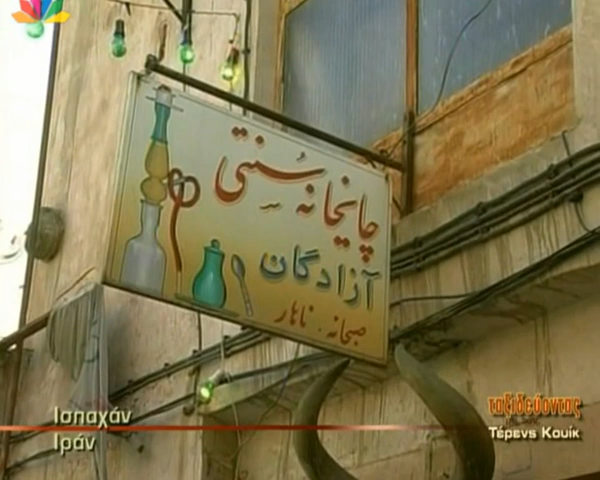 چایخانه سنتی
آزادگان
صبحانه . ناهار
Ισπαχάν
Ιράν
ταξιδεύοντας
Τέρενς Κουίκ